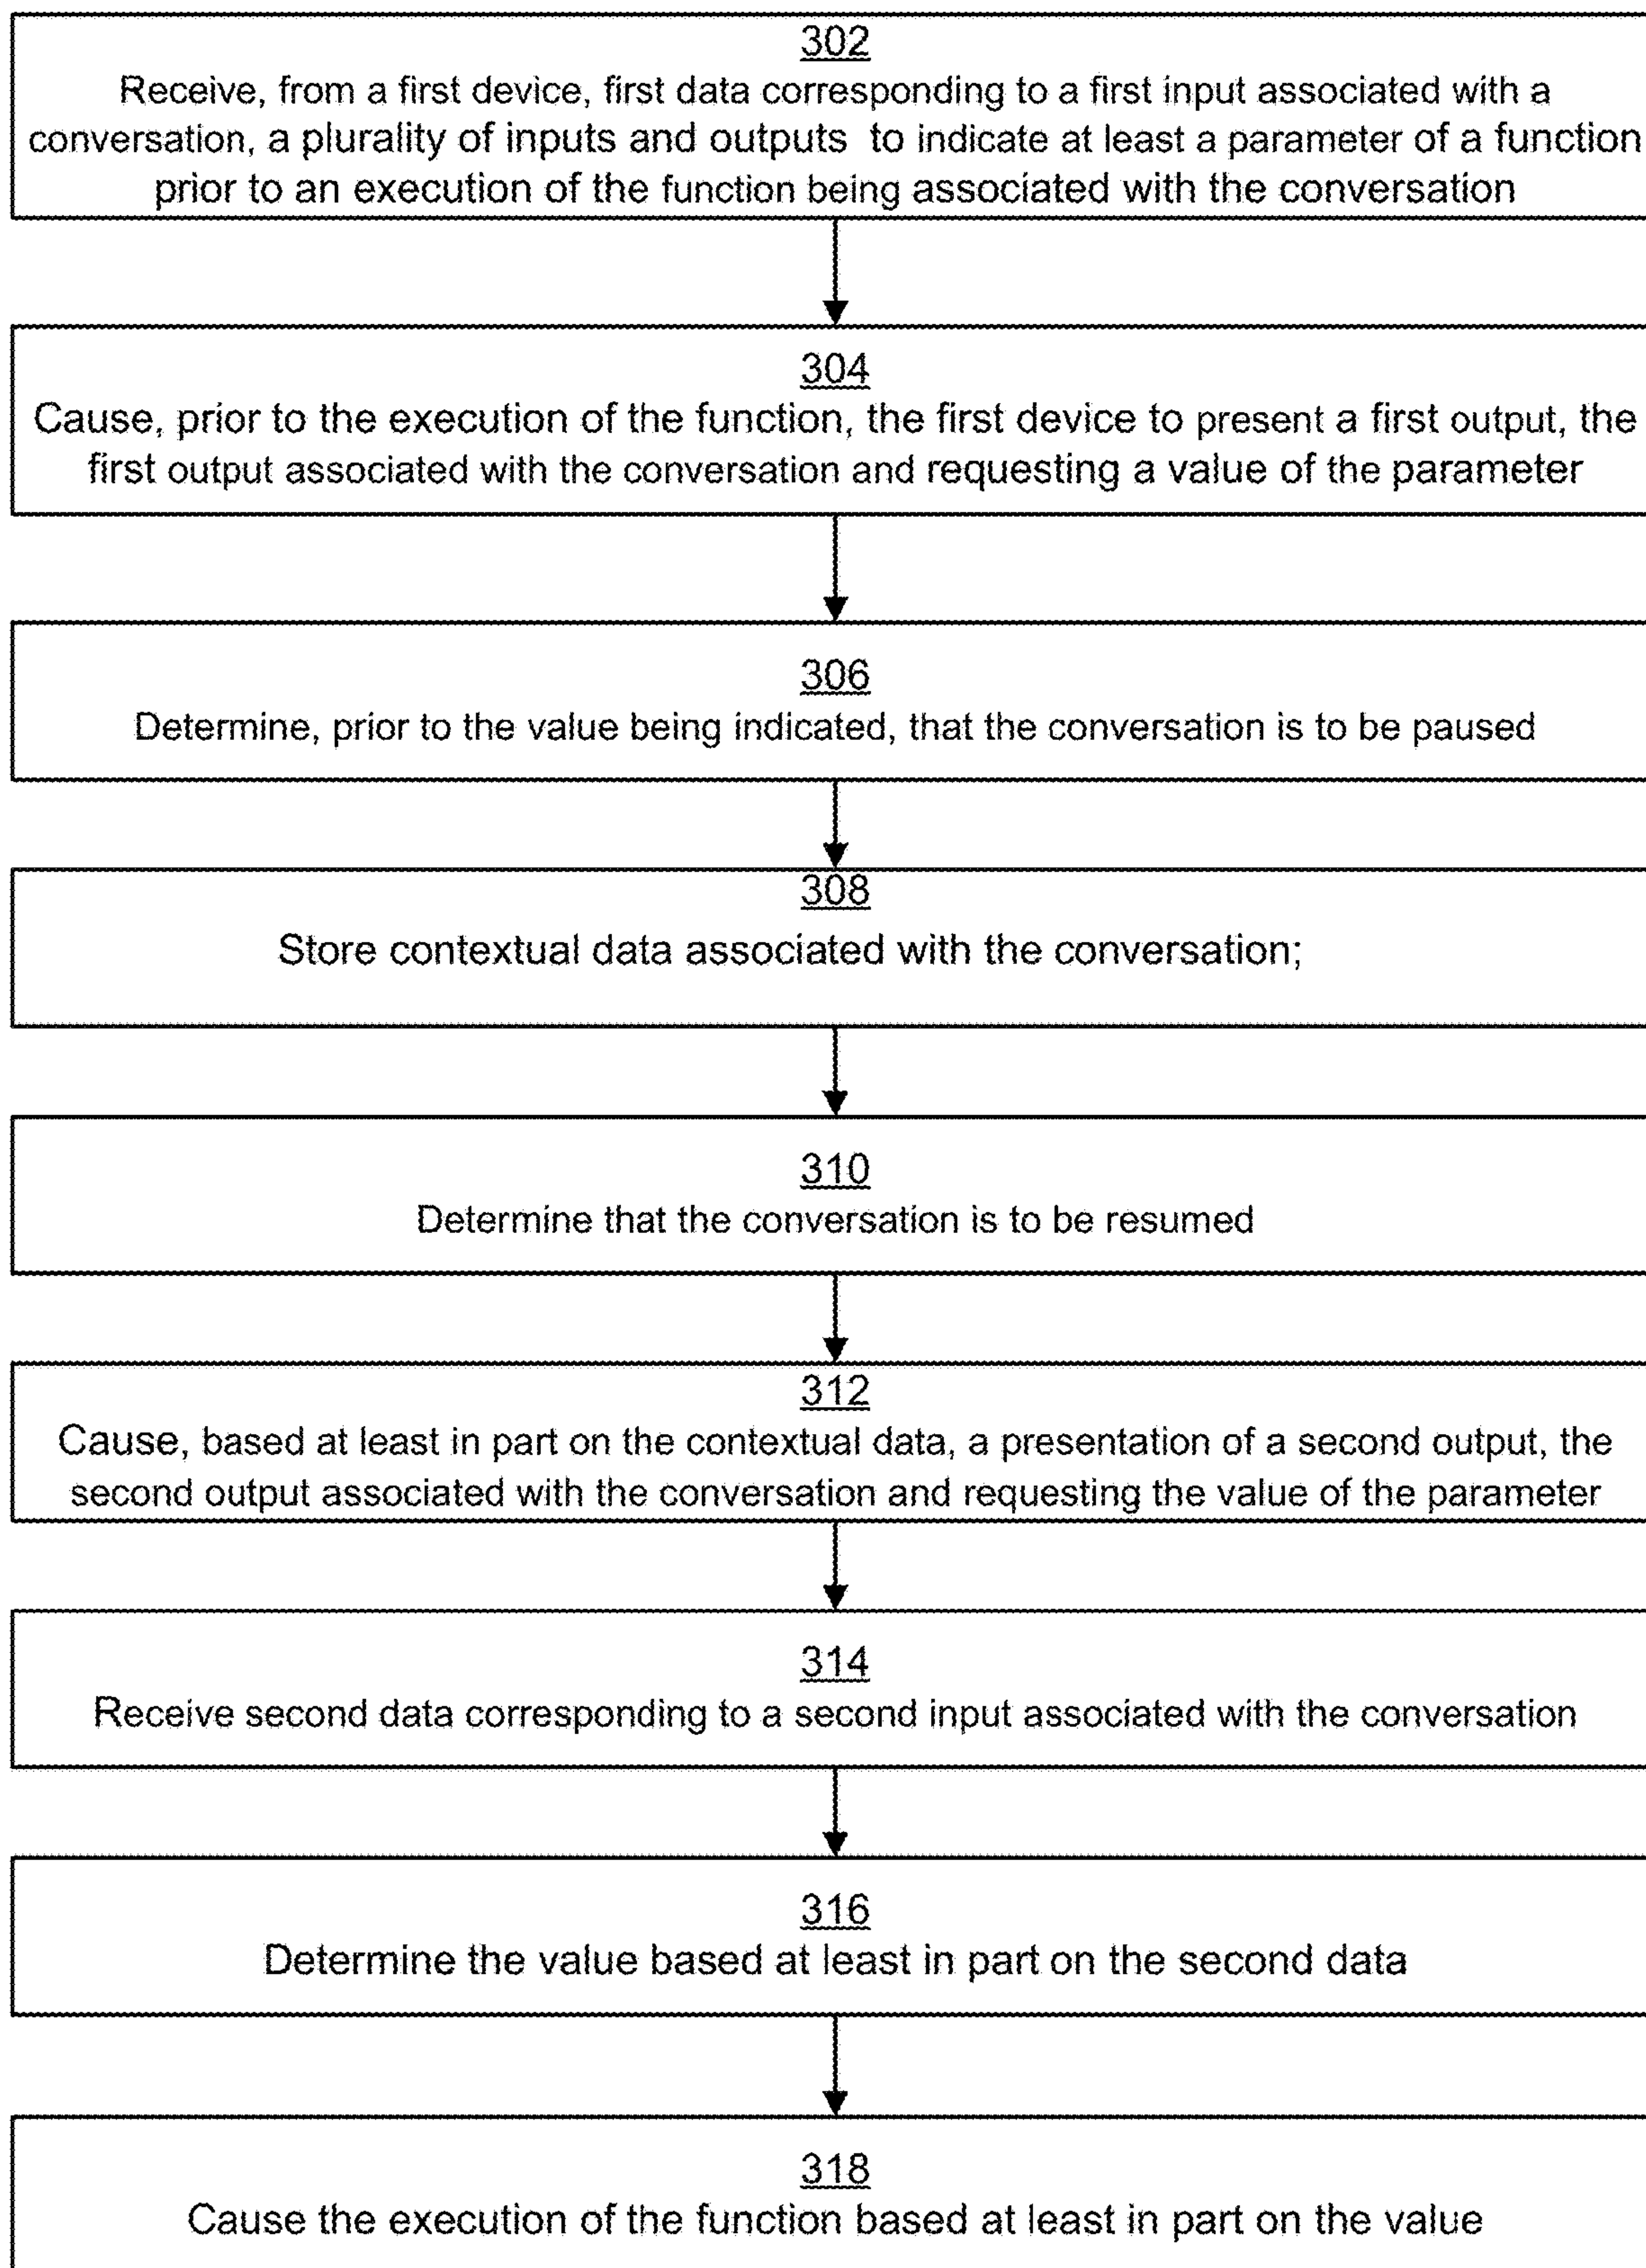 302
Receive, from a first device, first data corresponding to a first input associated with a
conversation, a plurality of inputs and outputs to indicate at least a parameter of a function
prior to an execution of the function being associated with the conversation
304
Cause, prior to the execution of the function, the first device to present a first output, the
first output associated with the conversation and requesting a value of the parameter
306
Determine, prior to the value being indicated, that the conversation is to be paused
308
Store contextual data associated with the conversation;
310
Determine that the conversation is to be resumed
312
Cause, based at least in part on the contextual data, a presentation of a second output, the
second output associated with the conversation and requesting the value of the parameter
314
Receive second data corresponding to a second input associated with the conversation
316
Determine the value based at least in part on the second data
318
Cause the execution of the function based at least in part on the value